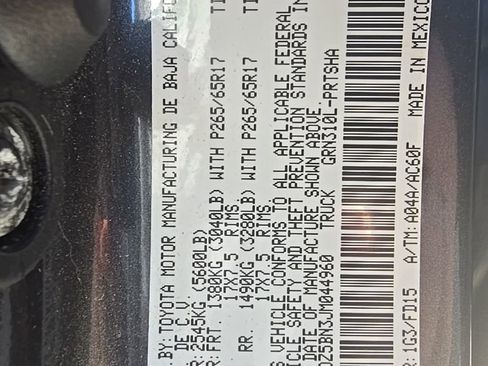 BY: TOYOTA MOTOR MANUFACTURING DE BAJA CALIF
DE C.V.
R: 2545KG (5600LB)
R: FRT. 1380KG (3040LB) WITH P265/65R17 TI
17X7.5 RIMS,
RR. 1490KG (3280LB) WITH P265/65R17 TI
17X7.5 RIMS,
S VEHICLE CONFORMS TO ALL APPLICABLE FEDERAL
ICLE SAFETY AND THEFT PREVENTION STANDARDS IN
DATE OF MANUFACTURE SHOWN ABOVE.
DZ5BN3JM044960 TRUCK GRN310L-PRTSHA
R: 1G3/FD15 A/TM: A04A/AC60F MADE IN MEXICO